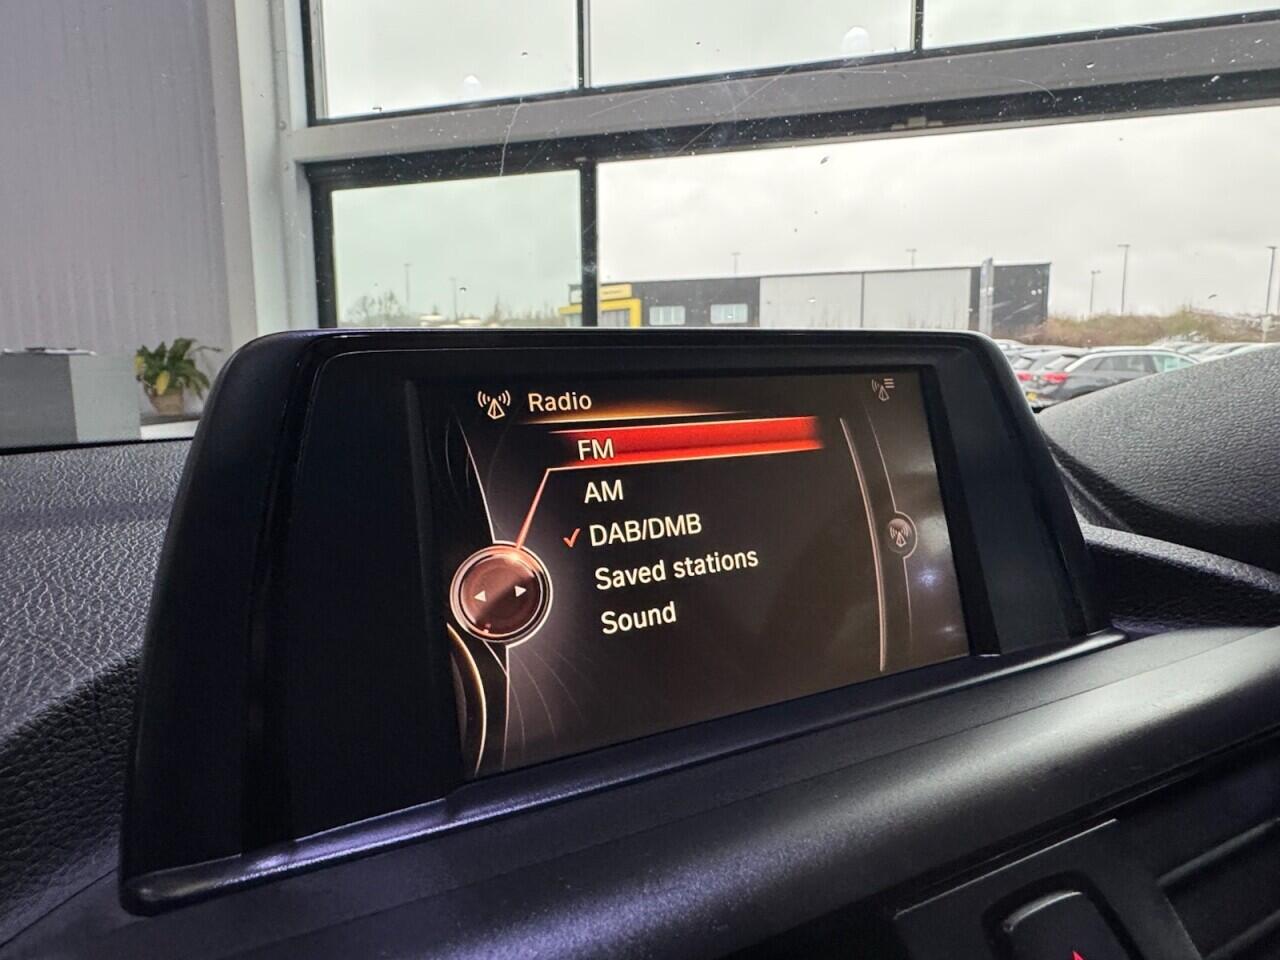 Radio
FM
AM
DAB/DMB
Saved stations
Sound